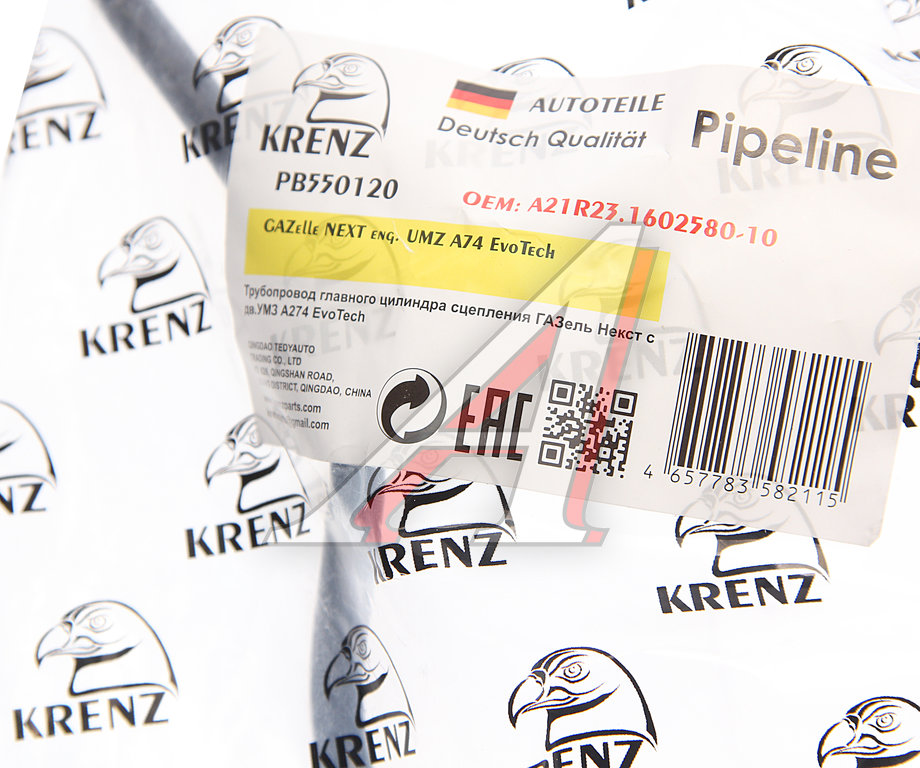 KRENZ
AUTOTEILE
Deutsch Qualität
Pipeline
PB550120
OEM: A21R23.1602580-10
GAZelle NEXT eng. UMZ A74 EvoTech
Трубопровод главного цилиндра сцепления ГАЗель Некст с
дв.УМЗ А274 EvoTech
QINGDAO TEDYAUTO
TRADING CO., LTD
QINGSHAN ROAD,
DISTRICT, QINGDAO, CHINA
EAC
4 657783 582115
KRENZ
KRENZ
KRENZ
NZ
KRENZ
KRENZ
KRENZ
KRENZ
KRENZ
KRENZ